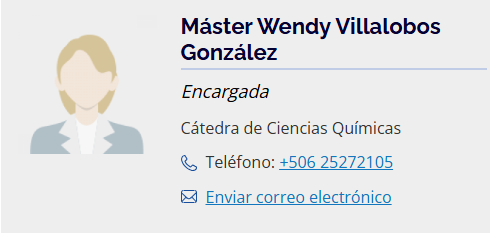 Máster Wendy Villalobos
González
Encargada
Cátedra de Ciencias Químicas
Teléfono: +506 25272105
Enviar correo electrónico